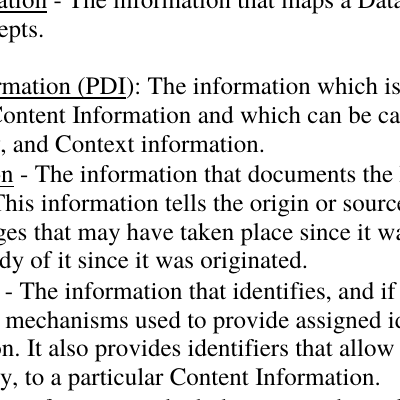 ation - The information that maps a Data
epts.
rmation (PDI): The information which is
Content Information and which can be ca
, and Context information.
on - The information that documents the
This information tells the origin or source
ges that may have taken place since it wa
dy of it since it was originated.
- The information that identifies, and if
mechanisms used to provide assigned id
on. It also provides identifiers that allow
y, to a particular Content Information.